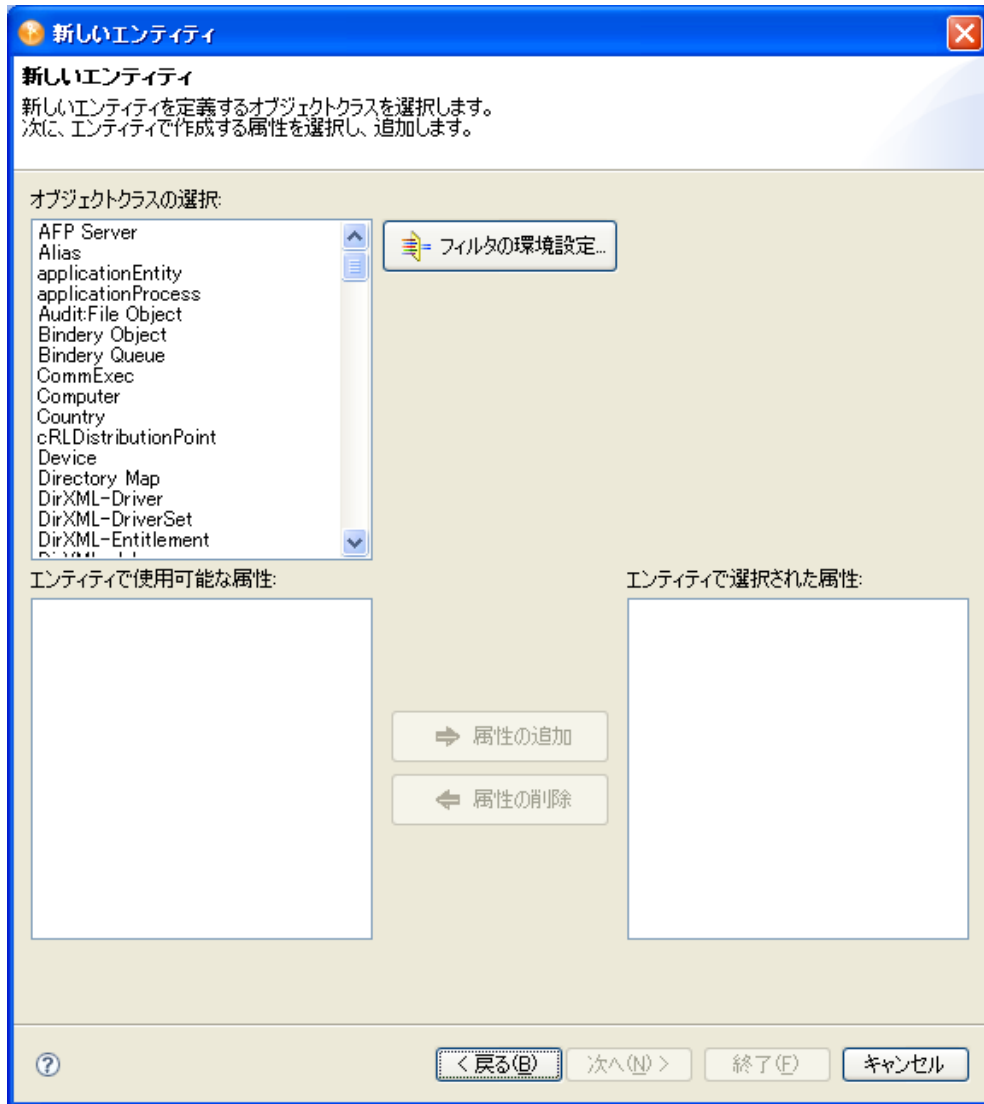 新しいエンティティ
新しいエンティティ
新しいエンティティを定義するオブジェクトクラスを選択します。
次に、エンティティで作成する属性を選択し、追加します。
オブジェクトクラスの選択:
AFP Server
Alias
applicationEntity
applicationProcess
Audit:File Object
Bindery Object
Bindery Queue
CommExec
Computer
Country
cRLDistributionPoint
Device
Directory Map
DirXML-Driver
DirXML-DriverSet
DirXML-Entitlement
フィルタの環境設定...
エンティティで使用可能な属性:
エンティティで選択された属性:
属性の追加
属性の削除
< 戻る(B)
次へ(N) >
終了(F)
キャンセル